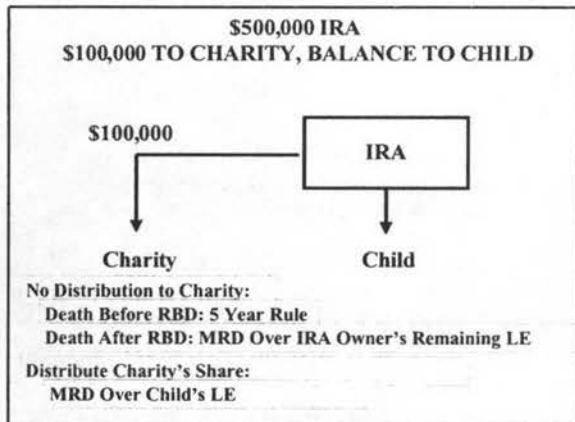 $500,000 IRA
$100,000 TO CHARITY, BALANCE TO CHILD
$100,000
IRA
Charity
Child
No Distribution to Charity:
Death Before RBD: 5 Year Rule
Death After RBD: MRD Over IRA Owner's Remaining LE
Distribute Charity's Share:
MRD Over Child's LE